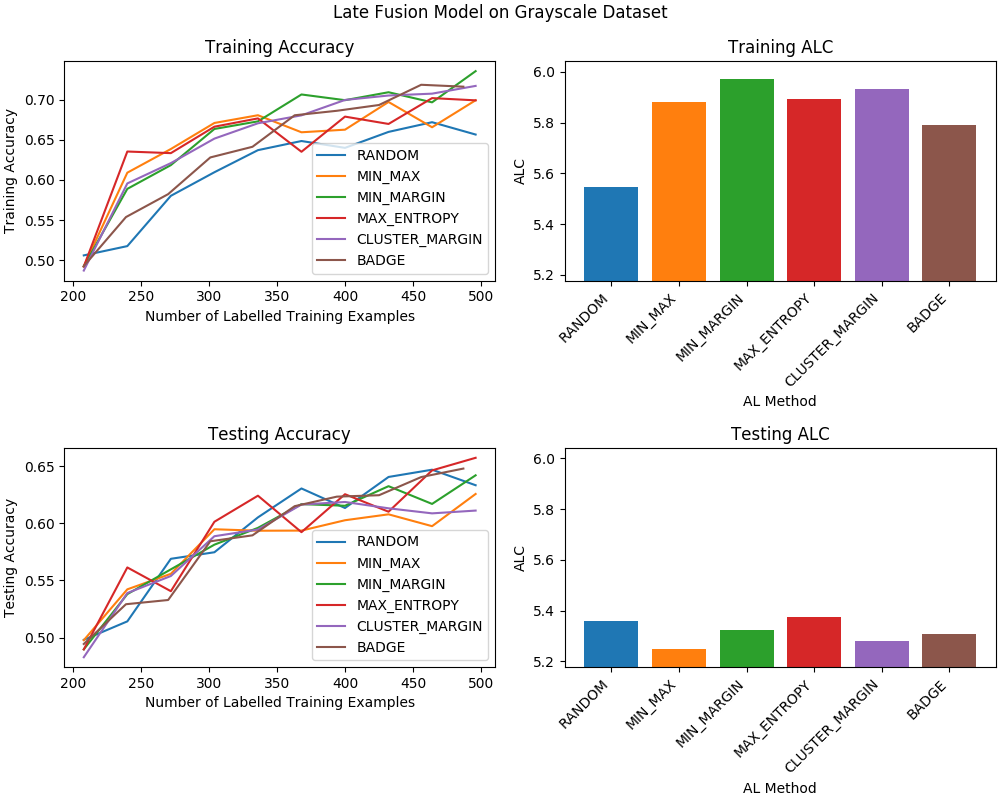 Late Fusion Model on Grayscale Dataset
Training Accuracy
Training Accuracy
0.70
0.65
0.60
0.55
0.50
200 250 300 350 400 450 500
Number of Labelled Training Examples
RANDOM
MIN_MAX
MIN_MARGIN
MAX_ENTROPY
CLUSTER_MARGIN
BADGE
Training ALC
ALC
6.0
5.8
5.6
5.4
5.2
RANDOM
MIN_MAX
MIN_MARGIN
MAX_ENTROPY
CLUSTER_MARGIN
BADGE
AL Method
Testing Accuracy
Testing Accuracy
0.65
0.60
0.55
0.50
200 250 300 350 400 450 500
Number of Labelled Training Examples
RANDOM
MIN_MAX
MIN_MARGIN
MAX_ENTROPY
CLUSTER_MARGIN
BADGE
Testing ALC
ALC
6.0
5.8
5.6
5.4
5.2
RANDOM
MIN_MAX
MIN_MARGIN
MAX_ENTROPY
CLUSTER_MARGIN
BADGE
AL Method